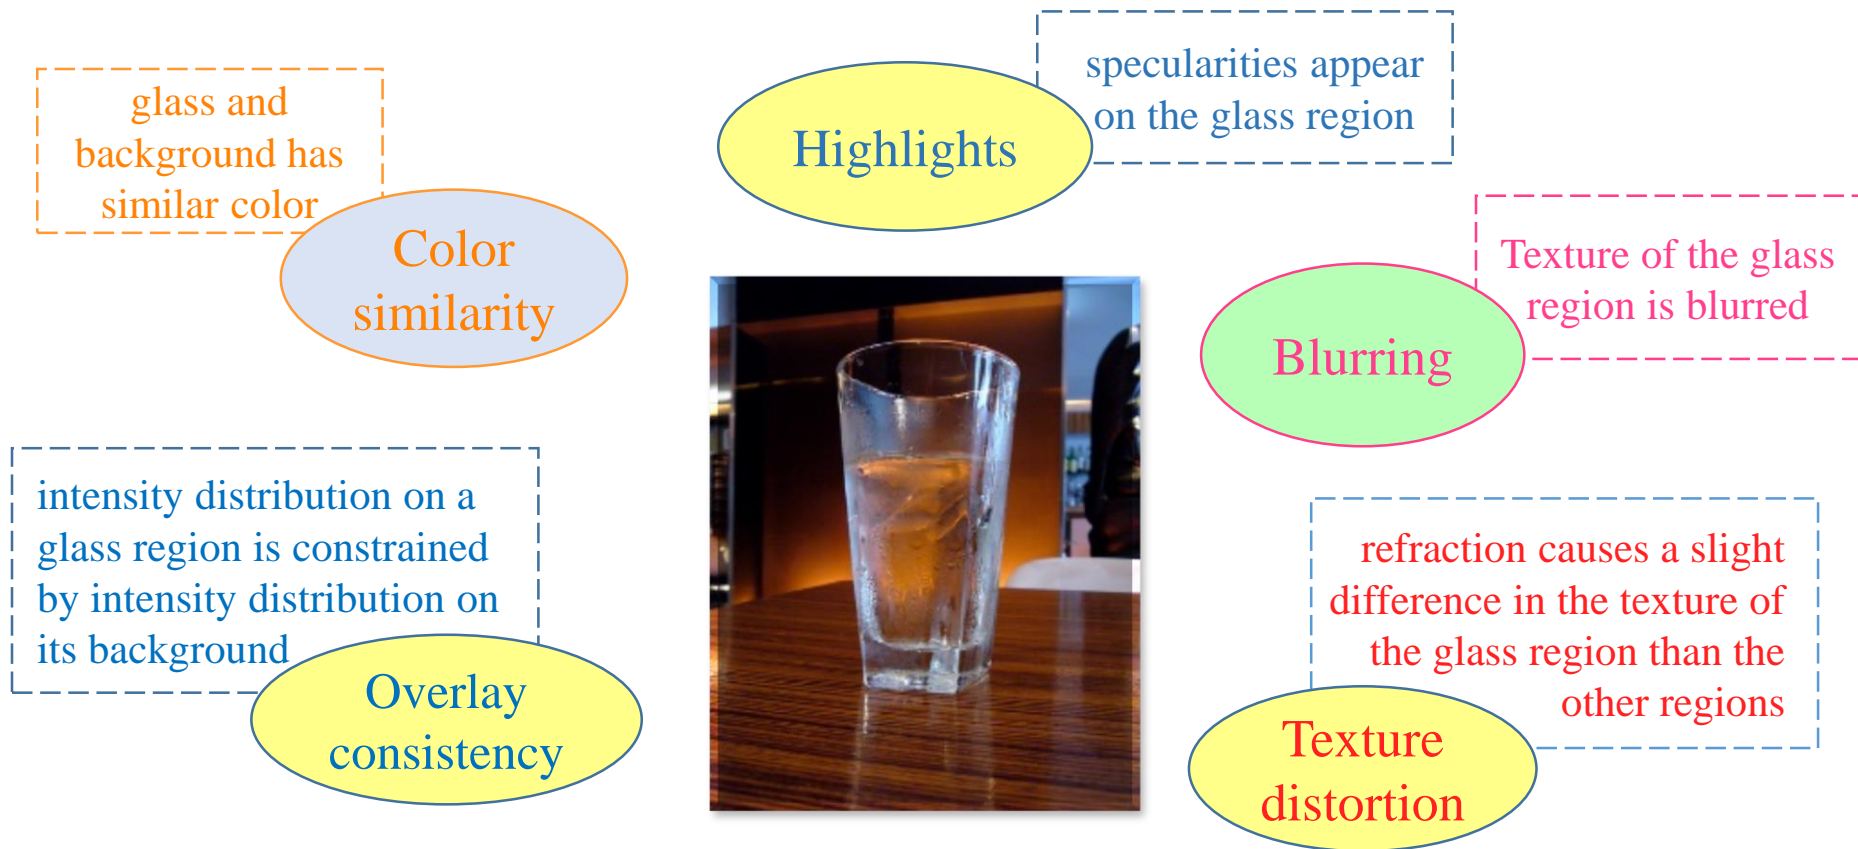 glass and
background has
similar color
Color
similarity
specularities appear
on the glass region
Highlights
Texture of the glass
region is blurred
Blurring
intensity distribution on a
glass region is constrained
by intensity distribution on
its background
Overlay
consistency
refraction causes a slight
difference in the texture of
the glass region than the
other regions
Texture
distortion